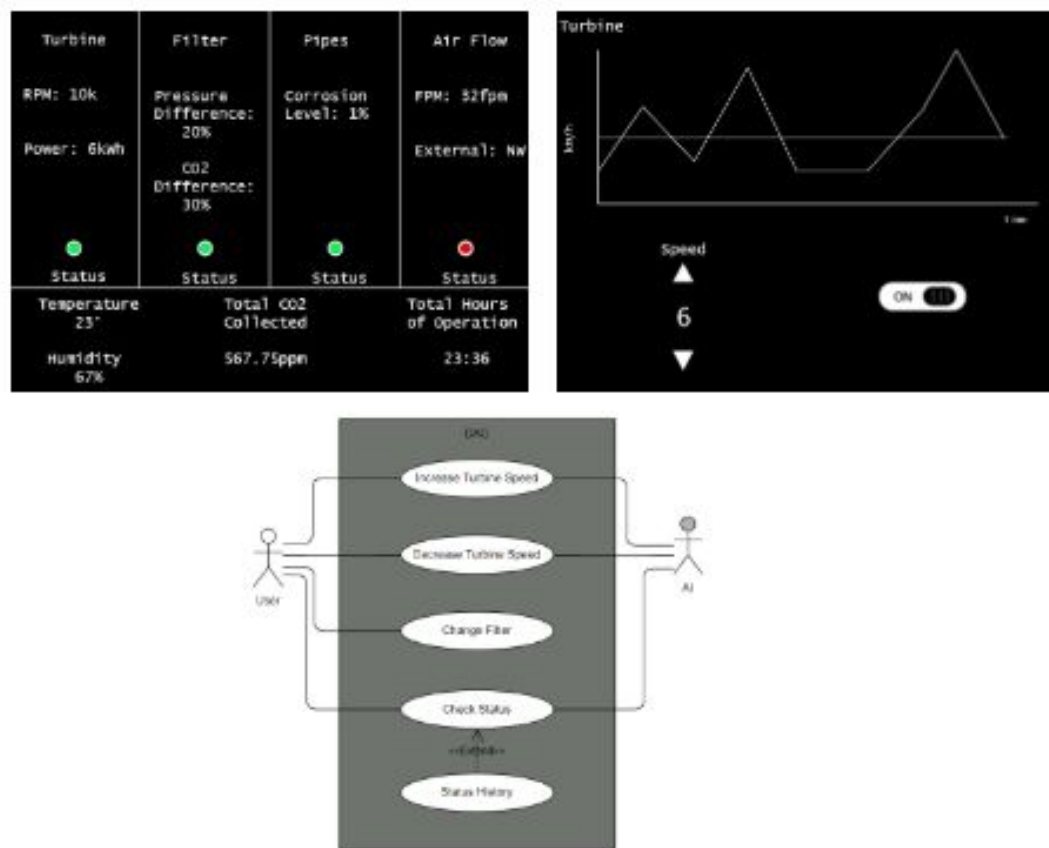 Turbine
Filter
Pipes
Air Flow
RPM: 10k
Power: 6kWh
Pressure
Difference:
20%
CO2
Difference:
30%
Corrosion
Level: 1%
FPM: 32fpm
External: NW
Status
Status
Status
Status
Temperature
23°
Humidity
67%
Total CO2
Collected
567.75ppm
Total Hours
of Operation
23:36
Turbine
km/h
Time
Speed
6
ON
Increase Turbine Speed
Decrease Turbine Speed
Change Filter
Check Status
<<Extend>>
Status History
User
AI